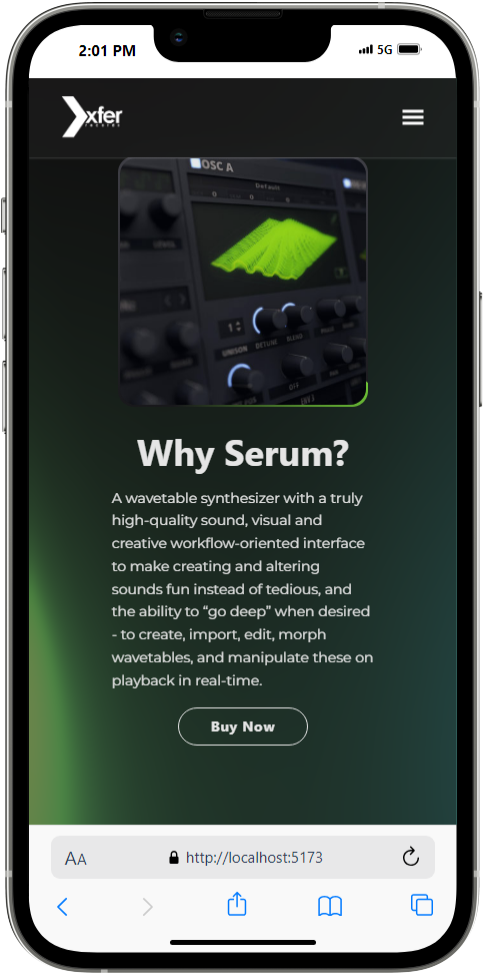 2:01 PM
5G
xfer
RECORDS
OSC A
Default
1
UNISON DETUNE BLEND
OFF
Why Serum?
A wavetable synthesizer with a truly
high-quality sound, visual and
creative workflow-oriented interface
to make creating and altering
sounds fun instead of tedious, and
the ability to “go deep” when desired
- to create, import, edit, morph
wavetables, and manipulate these on
playback in real-time.
Buy Now
AA
http://localhost:5173